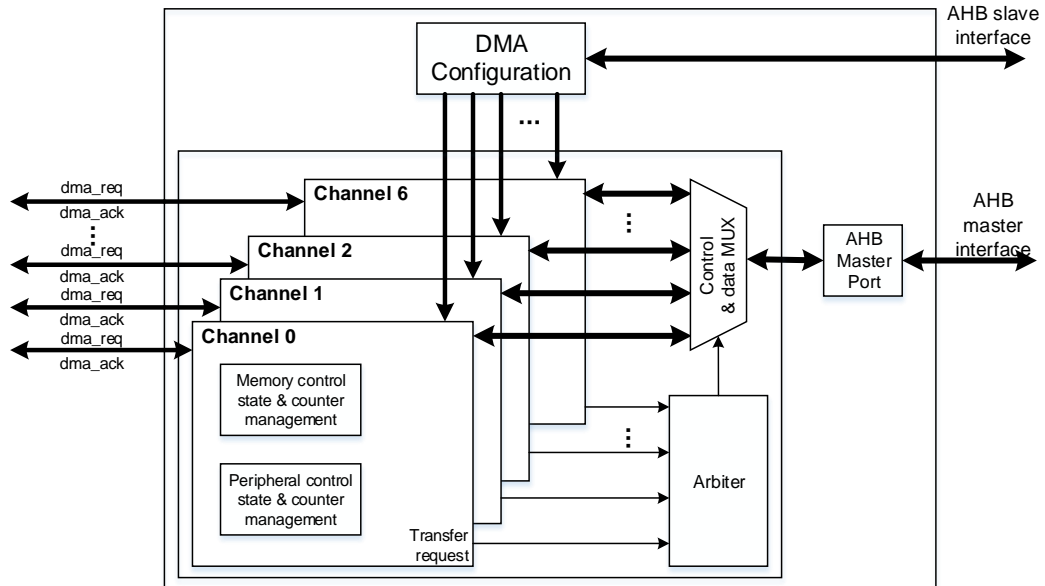 AHB slave
interface
DMA
Configuration
...
Channel 6
dma_req
dma_ack
...
...
AHB
master
interface
Channel 2
dma_req
dma_ack
Control
& data MUX
AHB
Master
Port
Channel 1
dma_req
dma_ack
Channel 0
dma_req
dma_ack
Memory control
state & counter
management
...
Peripheral control
state & counter
management
Arbiter
Transfer
request